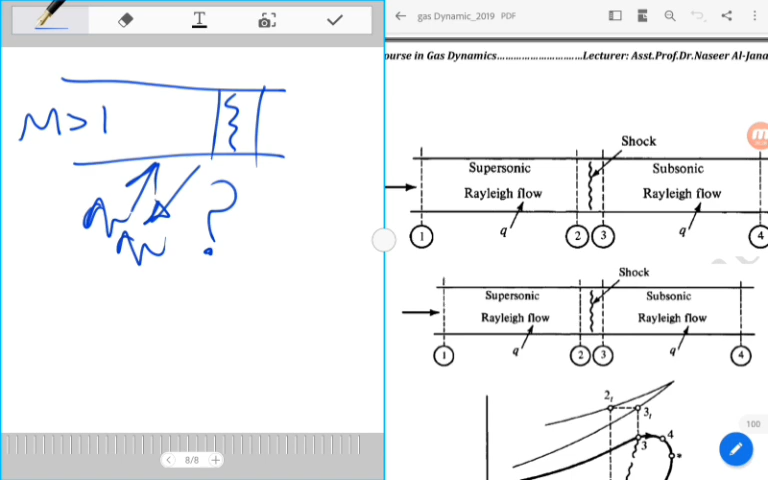 T
gas Dynamic_2019 PDF
ourse in Gas Dynamics..............................Lecturer: Asst.Prof.Dr.Naseer Al-Jana
M>1
?
Shock
Supersonic
Subsonic
Rayleigh flow
Rayleigh flow
q
q
1
2
3
4
Shock
Supersonic
Subsonic
Rayleigh flow
Rayleigh flow
q
q
1
2
3
4
2t
3t
3
4
*
100
8/8